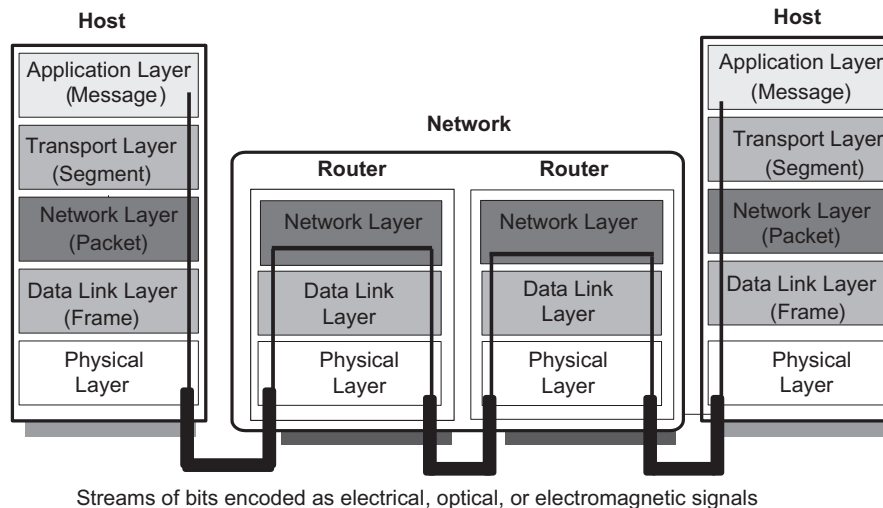 Host
Application Layer
(Message)
Transport Layer
(Segment)
Network Layer
(Packet)
Data Link Layer
(Frame)
Physical
Layer
Network
Router
Network Layer
Data Link
Layer
Physical
Layer
Router
Network Layer
Data Link
Layer
Physical
Layer
Host
Application Layer
(Message)
Transport Layer
(Segment)
Network Layer
(Packet)
Data Link Layer
(Frame)
Physical
Layer
Streams of bits encoded as electrical, optical, or electromagnetic signals